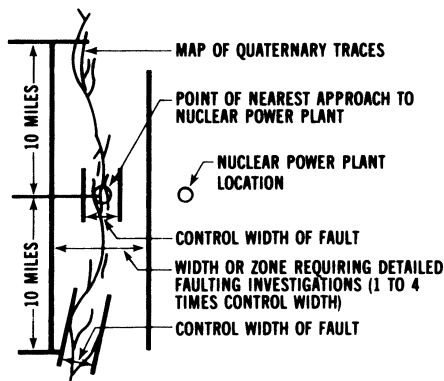 MAP OF QUATERNARY TRACES
POINT OF NEAREST APPROACH TO
NUCLEAR POWER PLANT
10 MILES
NUCLEAR POWER PLANT
LOCATION
CONTROL WIDTH OF FAULT
10 MILES
WIDTH OR ZONE REQUIRING DETAILED
FAULTING INVESTIGATIONS (1 TO 4
TIMES CONTROL WIDTH)
CONTROL WIDTH OF FAULT